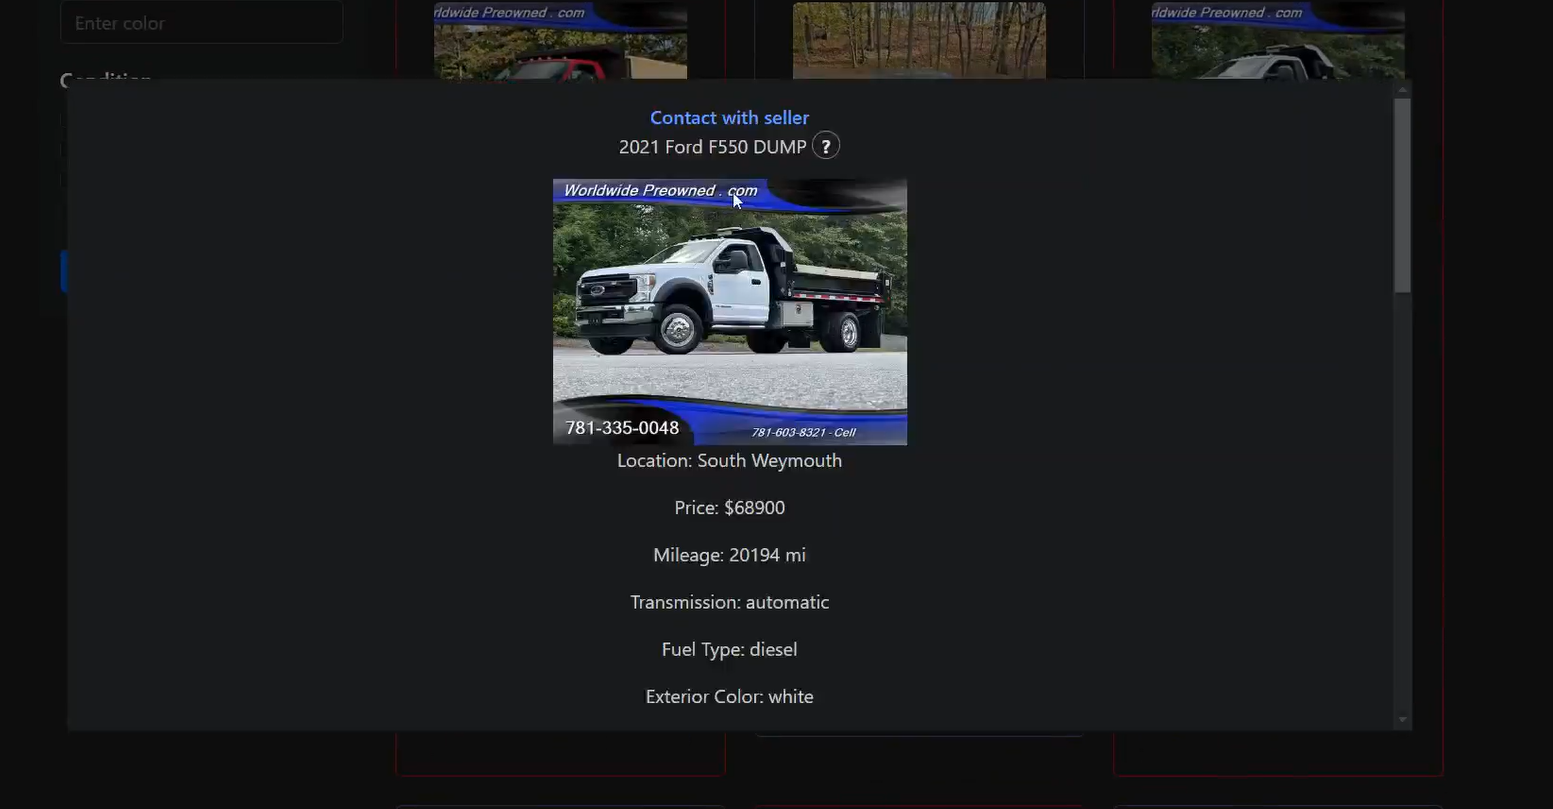 Enter color
Condition
rldwide Preowned . com
rldwide Preowned . com
Contact with seller
2021 Ford F550 DUMP ?
Worldwide Preowned . com
781-335-0048
781-603-8321 - Cell
Location: South Weymouth
Price: $68900
Mileage: 20194 mi
Transmission: automatic
Fuel Type: diesel
Exterior Color: white